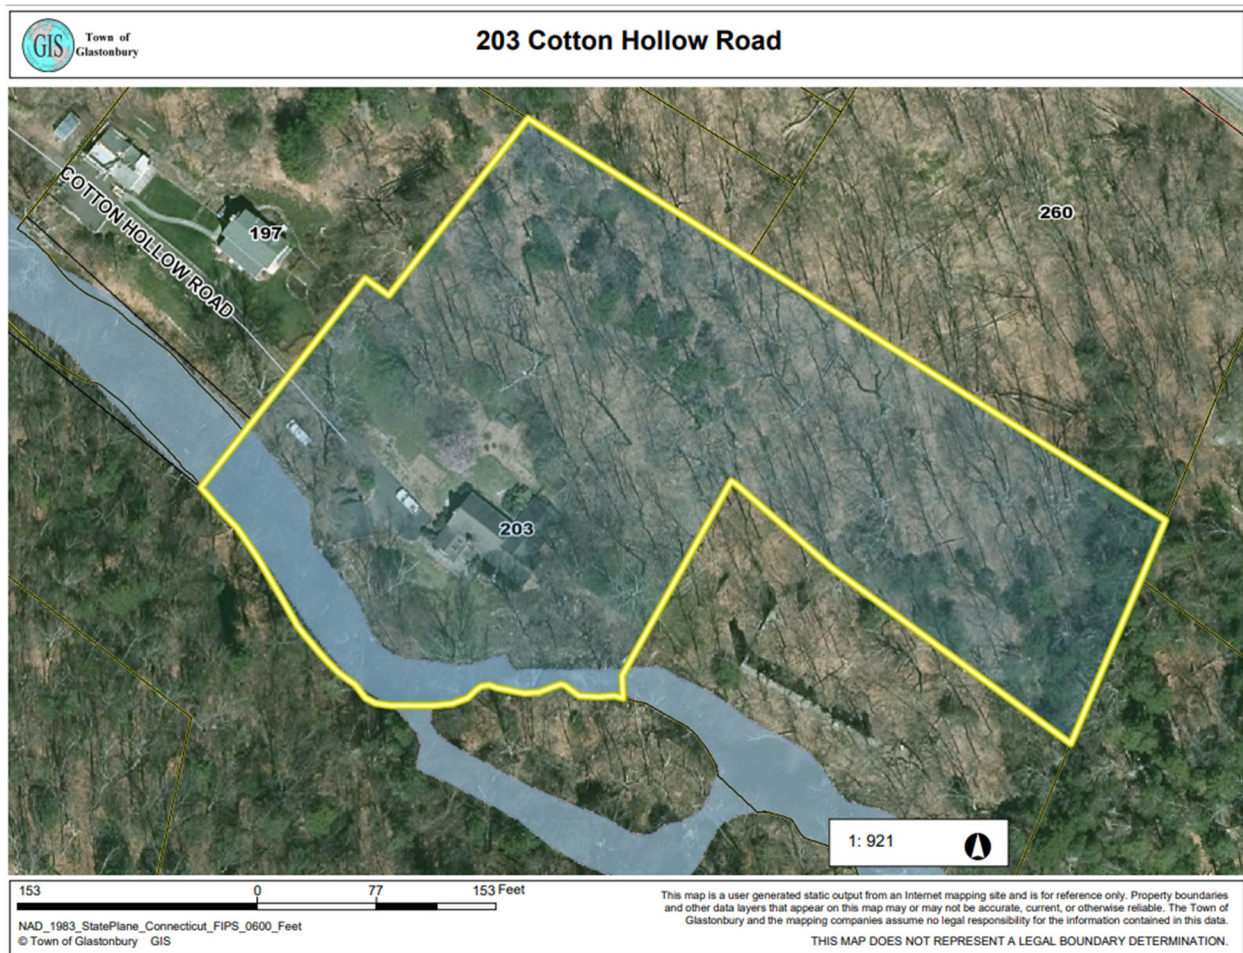 GIS
Town of
Glastonbury
203 Cotton Hollow Road
COTTON HOLLOW ROAD
197
260
203
1: 921
153
0
77
153 Feet
NAD_1983_StatePlane_Connecticut_FIPS_0600_Feet
© Town of Glastonbury GIS
This map is a user generated static output from an Internet mapping site and is for reference only. Property boundaries
and other data layers that appear on this map may or may not be accurate, current, or otherwise reliable. The Town of
Glastonbury and the mapping companies assume no legal responsibility for the information contained in this data.
THIS MAP DOES NOT REPRESENT A LEGAL BOUNDARY DETERMINATION.